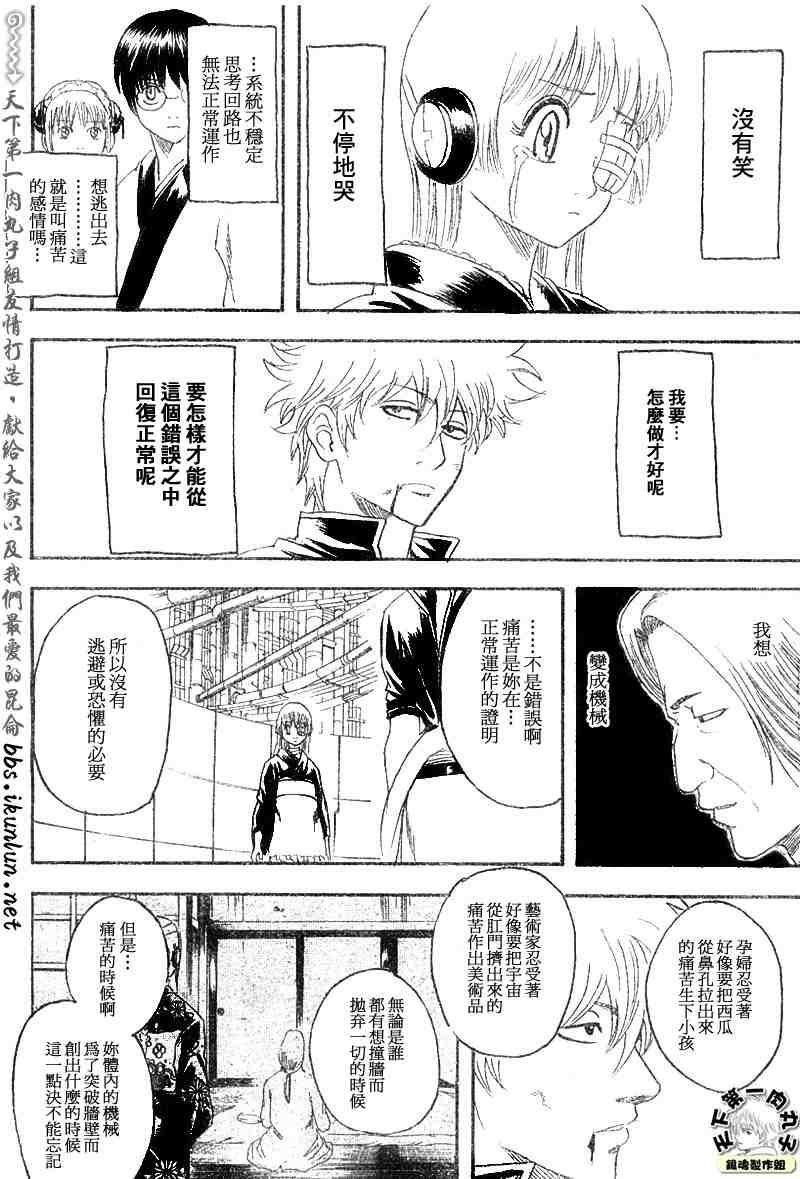 沒有笑
不停地哭
…系統不穩定
思考回路也
無法正常運作
想逃出去
……………這
就是叫痛苦
的感情嗎…
我要…
怎麼做才好呢
要怎樣才能從
這個錯誤之中
回復正常呢
我想
變成機械
……不是錯誤啊
痛苦是妳在…
正常運作的證明
所以沒有
逃避或恐懼的必要
孕婦忍受著
好像要把西瓜
從鼻孔拉出來
的痛苦生下小孩
藝術家忍受著
好像要把宇宙
從肛門擠出來的
痛苦作出美術品
無論是誰
都有想撞牆而
拋弃一切的時候
但是…
痛苦的時候啊
妳體內的機械
爲了突破牆壁而
創出什麼的時候
這一點決不能忘記
天下第一肉丸子組友情打造，獻給大家以及我們最愛的昆侖 bbs.ikunlun.net
天下第一肉丸子
銀魂製作組